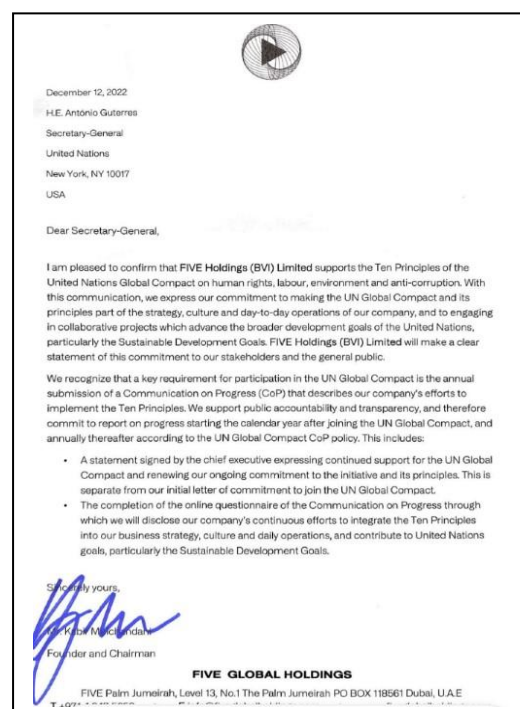 December 12, 2022
H.E. António Guterres
Secretary-General
United Nations
New York, NY 10017
USA
Dear Secretary-General,
I am pleased to confirm that FIVE Holdings (BVI) Limited supports the Ten Principles of the
United Nations Global Compact on human rights, labour, environment and anti-corruption. With
this communication, we express our commitment to making the UN Global Compact and its
principles part of the strategy, culture and day-to-day operations of our company, and to engaging
in collaborative projects which advance the broader development goals of the United Nations,
particularly the Sustainable Development Goals. FIVE Holdings (BVI) Limited will make a clear
statement of this commitment to our stakeholders and the general public.
We recognize that a key requirement for participation in the UN Global Compact is the annual
submission of a Communication on Progress (CoP) that describes our company's efforts to
implement the Ten Principles. We support public accountability and transparency, and therefore
commit to report on progress starting the calendar year after joining the UN Global Compact, and
annually thereafter according to the UN Global Compact CoP policy. This includes:
• A statement signed by the chief executive expressing continued support for the UN Global
Compact and renewing our ongoing commitment to the initiative and its principles. This is
separate from our initial letter of commitment to join the UN Global Compact.
• The completion of the online questionnaire of the Communication on Progress through
which we will disclose our company's continuous efforts to integrate the Ten Principles
into our business strategy, culture and daily operations, and contribute to United Nations
goals, particularly the Sustainable Development Goals.
Sincerely yours,
Mr. Kabir Mulchandani
Founder and Chairman
FIVE GLOBAL HOLDINGS
FIVE Palm Jumeirah, Level 13, No.1 The Palm Jumeirah PO BOX 118561 Dubai, U.A.E